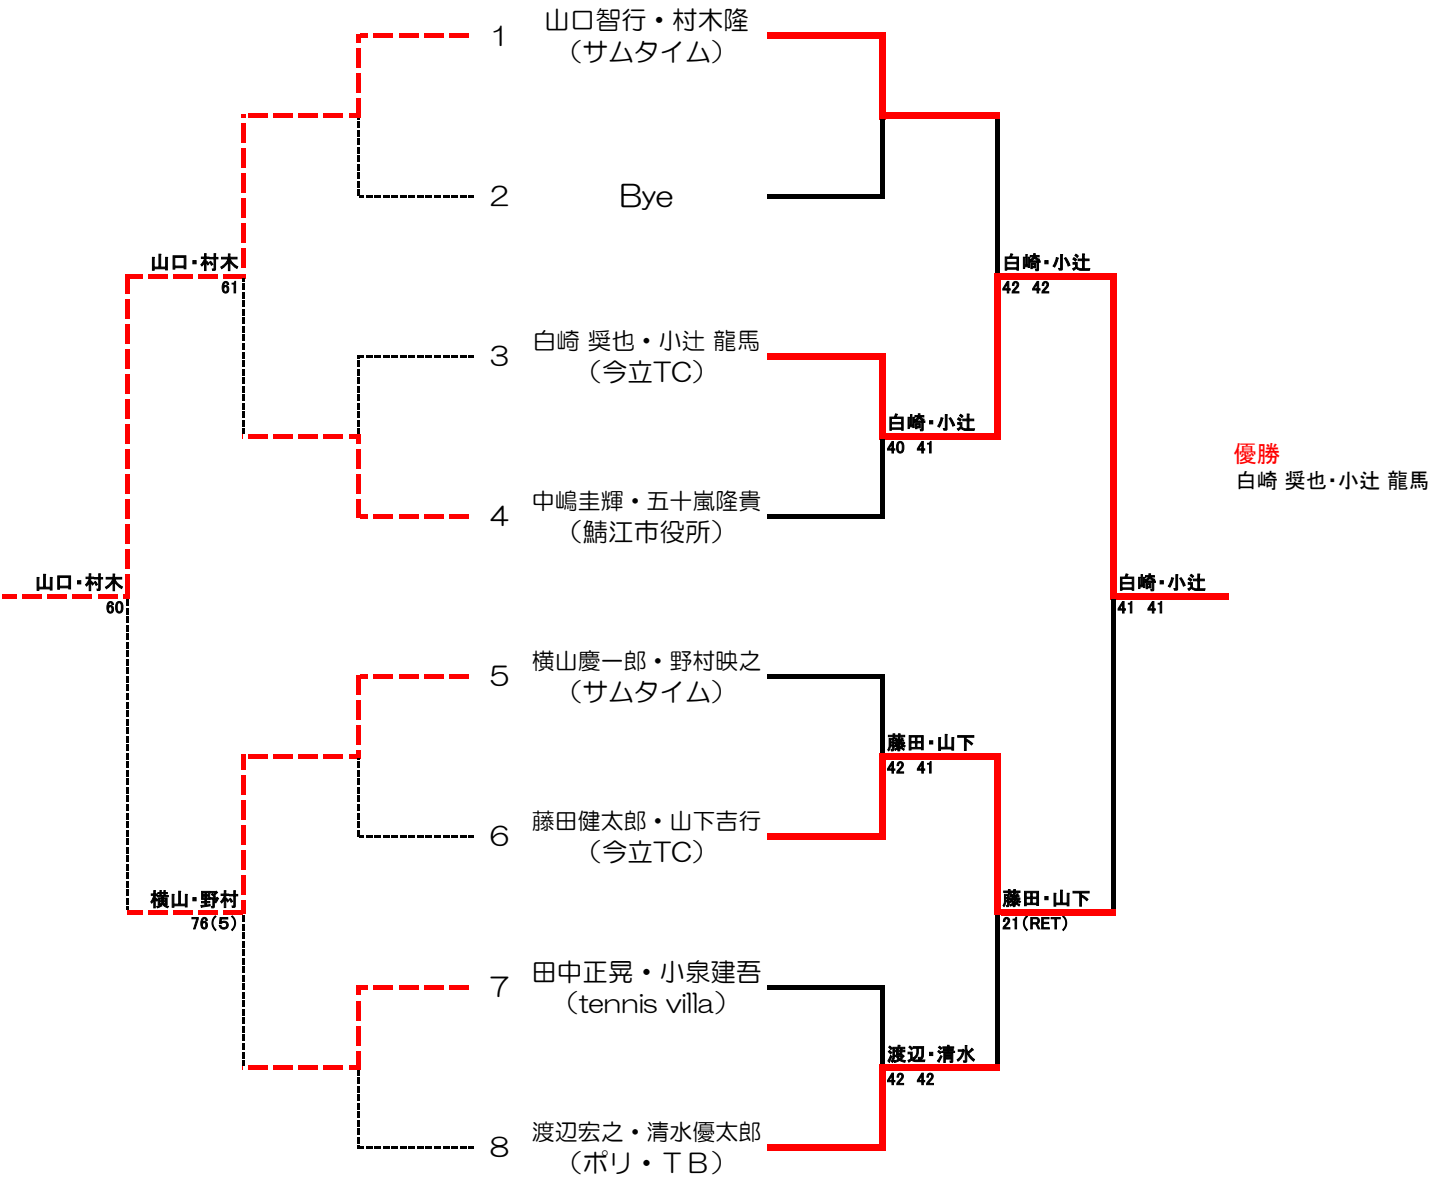 1 山口智行・村木隆
（サムタイム）
2 Bye
山口・村木
61
白崎・小辻
42 42
3 白崎 奨也・小辻 龍馬
（今立TC）
白崎・小辻
40 41
優勝
白崎 奨也・小辻 龍馬
4 中嶋圭輝・五十嵐隆貴
（鯖江市役所）
山口・村木
60
白崎・小辻
41 41
5 横山慶一郎・野村映之
（サムタイム）
藤田・山下
42 41
6 藤田健太郎・山下吉行
（今立TC）
横山・野村
76(5)
藤田・山下
21(RET)
7 田中正晃・小泉建吾
（tennis villa）
渡辺・清水
42 42
8 渡辺宏之・清水優太郎
（ポリ・ＴＢ）